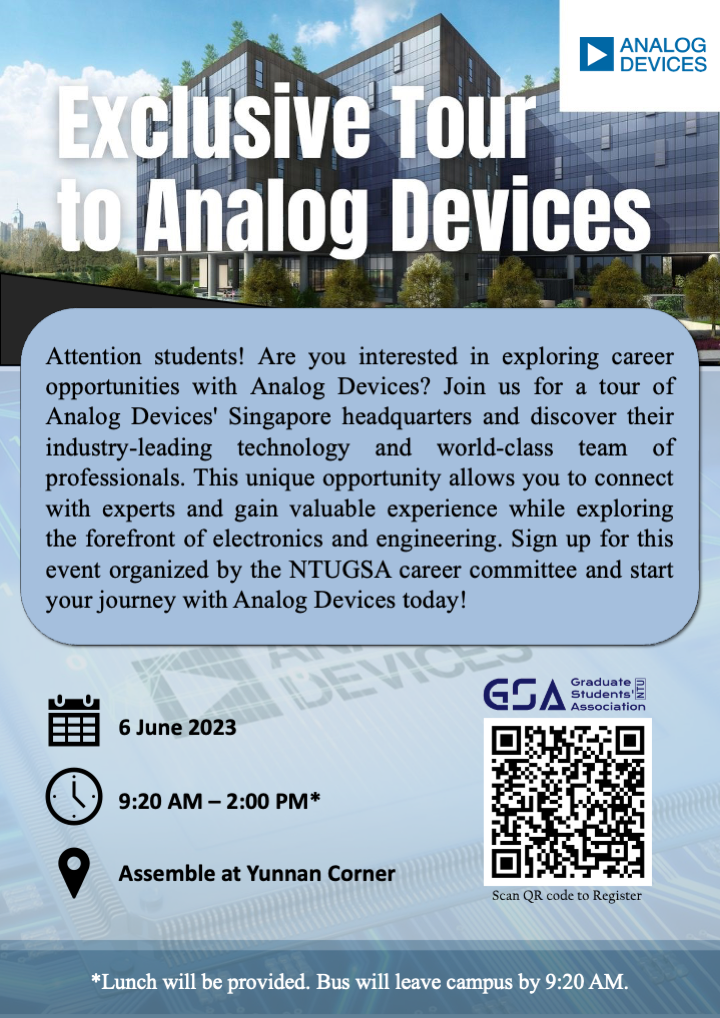 ANALOG
DEVICES
Exclusive Tour
to Analog Devices
Attention students! Are you interested in exploring career
opportunities with Analog Devices? Join us for a tour of
Analog Devices' Singapore headquarters and discover their
industry-leading technology and world-class team of
professionals. This unique opportunity allows you to connect
with experts and gain valuable experience while exploring
the forefront of electronics and engineering. Sign up for this
event organized by the NTUGSA career committee and start
your journey with Analog Devices today!
ANALOG
DEVICES
GSA Graduate
Students' NTU
Association
6 June 2023
9:20 AM – 2:00 PM*
Assemble at Yunnan Corner
Scan QR code to Register
*Lunch will be provided. Bus will leave campus by 9:20 AM.